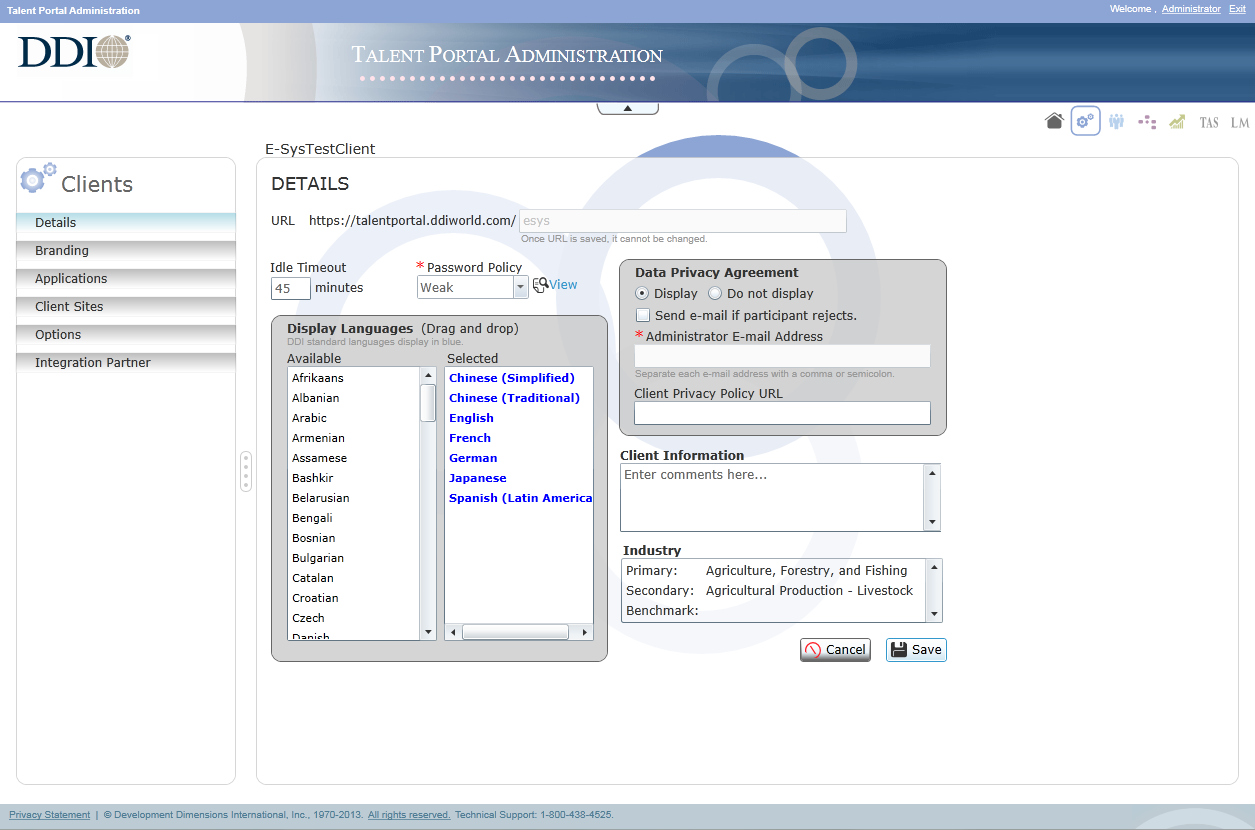 Talent Portal Administration
Welcome , Administrator Exit
DDI®
TALENT PORTAL ADMINISTRATION
TAS LM
E-SysTestClient
Clients
Details
Branding
Applications
Client Sites
Options
Integration Partner
DETAILS
URL https://talentportal.ddiworld.com/ esys
Once URL is saved, it cannot be changed.
Idle Timeout
45 minutes
* Password Policy
Weak View
Display Languages (Drag and drop)
DDI standard languages display in blue.
Available
Afrikaans
Albanian
Arabic
Armenian
Assamese
Bashkir
Belarusian
Bengali
Bosnian
Bulgarian
Catalan
Croatian
Czech
Danish
Selected
Chinese (Simplified)
Chinese (Traditional)
English
French
German
Japanese
Spanish (Latin America
Data Privacy Agreement
Display Do not display
Send e-mail if participant rejects.
* Administrator E-mail Address
Separate each e-mail address with a comma or semicolon.
Client Privacy Policy URL
Client Information
Enter comments here...
Industry
Primary: Agriculture, Forestry, and Fishing
Secondary: Agricultural Production - Livestock
Benchmark:
Cancel Save
Privacy Statement | © Development Dimensions International, Inc., 1970-2013. All rights reserved. Technical Support: 1-800-438-4525.